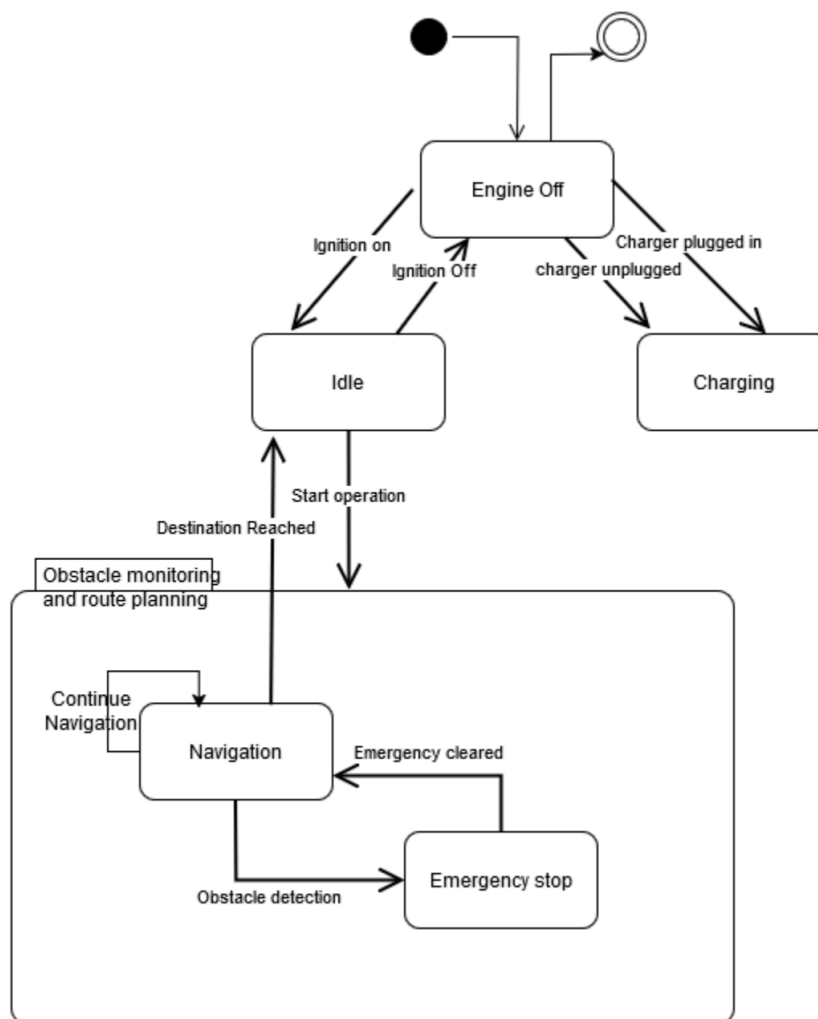 Engine Off
Ignition on
Ignition Off
Charger plugged in
charger unplugged
Idle
Charging
Start operation
Destination Reached
Obstacle monitoring
and route planning
Continue
Navigation
Navigation
Emergency cleared
Emergency stop
Obstacle detection